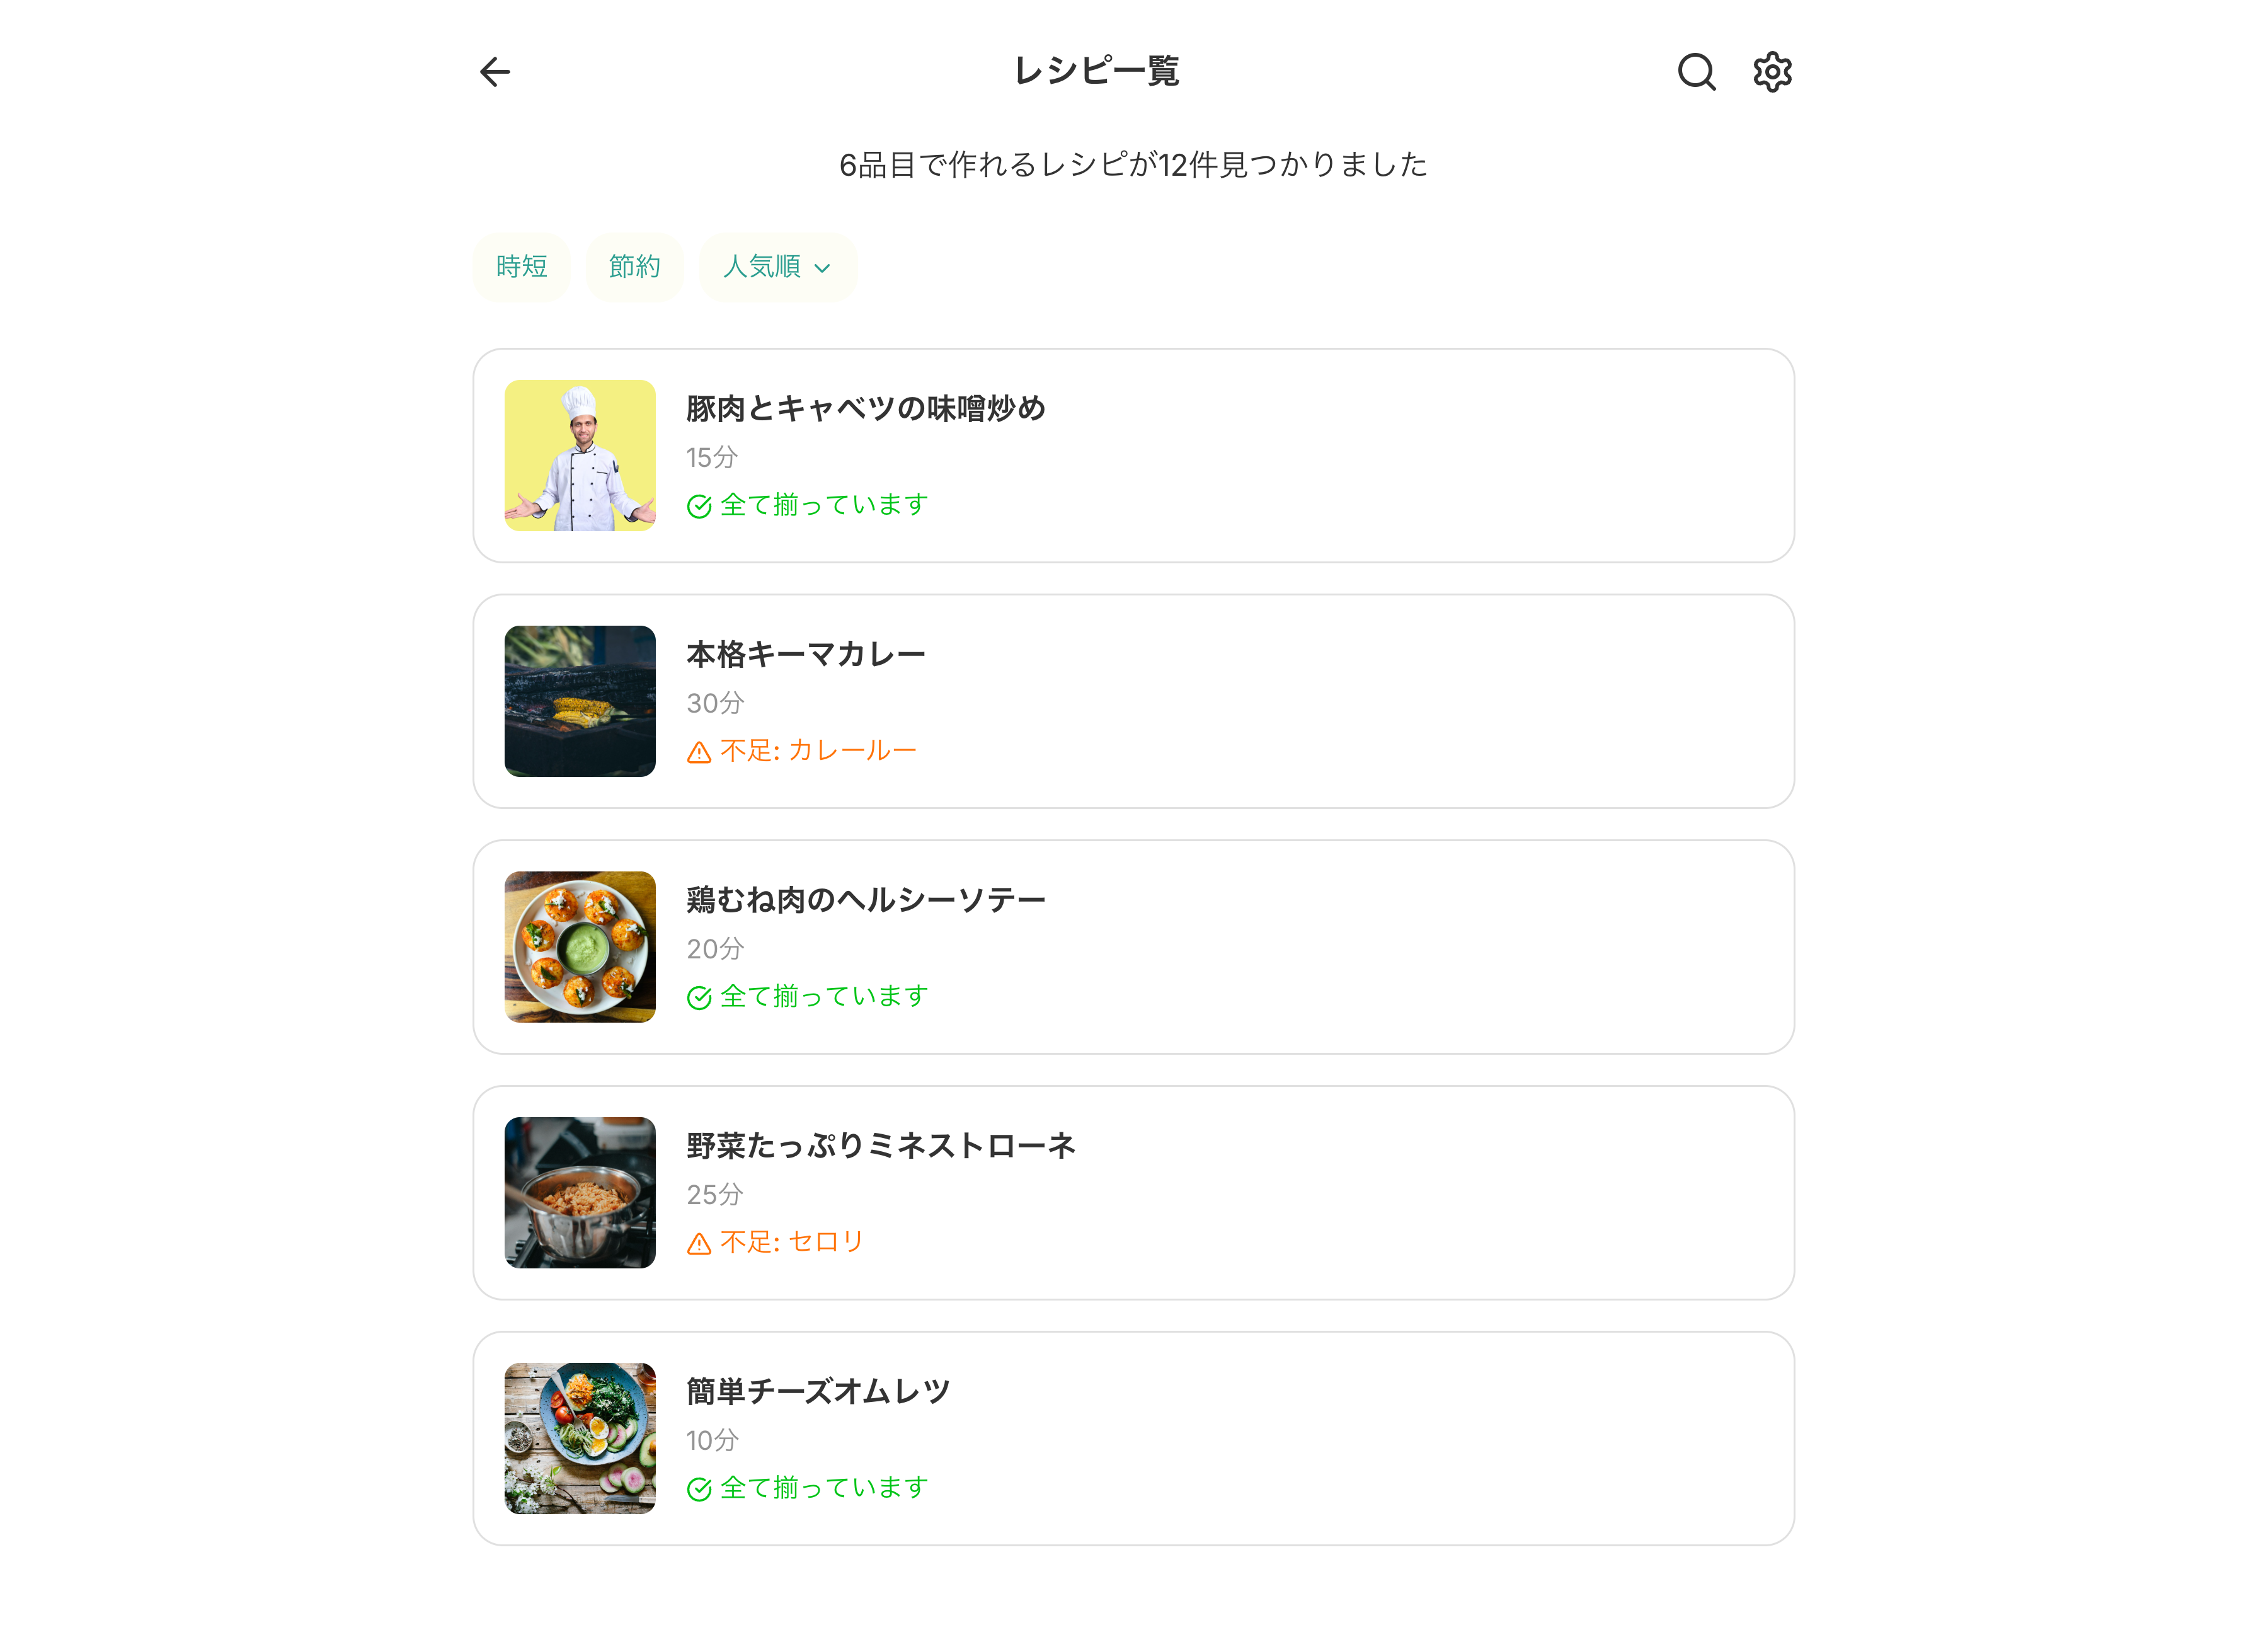 レシピ一覧
6品目で作れるレシピが12件見つかりました
時短
節約
人気順
豚肉とキャベツの味噌炒め
15分
全て揃っています
本格キーマカレー
30分
不足: カレールー
鶏むね肉のヘルシーソテー
20分
全て揃っています
野菜たっぷりミネストローネ
25分
不足: セロリ
簡単チーズオムレツ
10分
全て揃っています